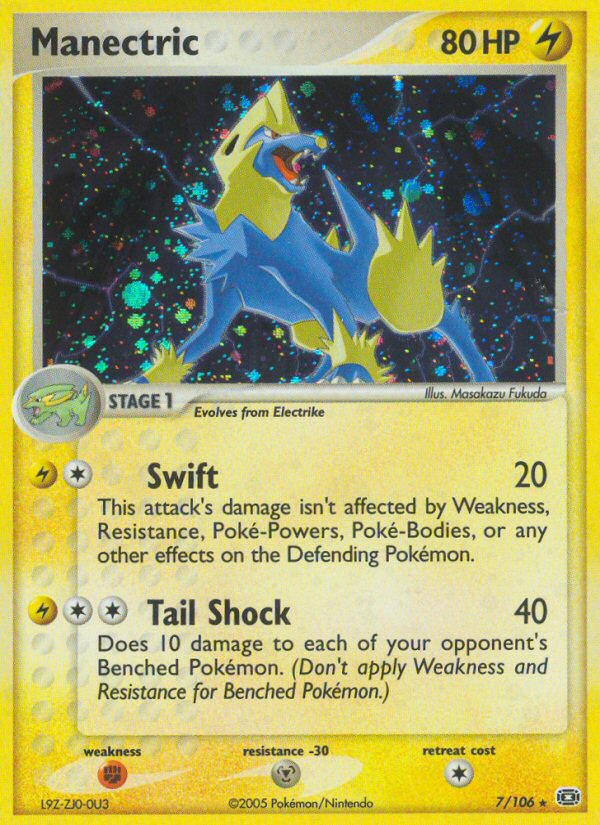 Manectric 80 HP
Illus. Masakazu Fukuda
STAGE 1
Evolves from Electrike
Swift 20
This attack's damage isn't affected by Weakness,
Resistance, Poké-Powers, Poké-Bodies, or any
other effects on the Defending Pokémon.
Tail Shock 40
Does 10 damage to each of your opponent's
Benched Pokémon. (Don't apply Weakness and
Resistance for Benched Pokémon.)
weakness resistance -30 retreat cost
L9Z-ZJ0-0U3 ©2005 Pokémon/Nintendo 7/106 ★